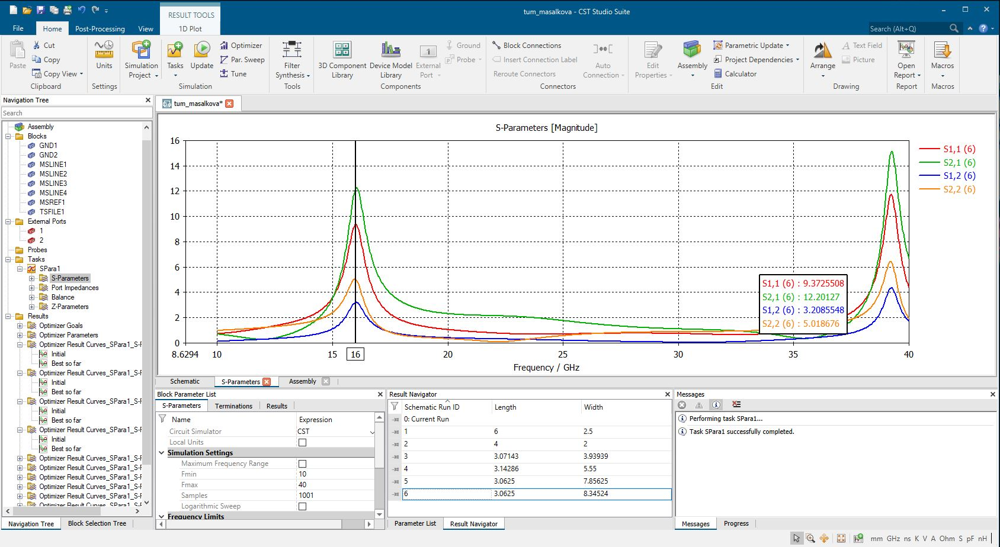 RESULT TOOLS
tum_masalkova - CST Studio Suite
File Home Post-Processing View 1D Plot Search (Alt+Q)
Paste
Cut
Copy
Copy View
Clipboard
Units
Settings
Simulation Project
Tasks
Update
Optimizer
Par. Sweep
Tune
Simulation
Filter Synthesis
Tools
3D Component Library
Device Model Library
External Port
Ground
Probe
Components
Block Connections
Insert Connection Label
Reroute Connectors
Auto Connection
Connectors
Edit Properties
Assembly
Parametric Update
Project Dependencies
Calculator
Edit
Arrange
Text Field
Picture
Drawing
Open Report
Report
Macros
Macros
Navigation Tree
Search
Assembly
Blocks
GND1
GND2
MSLINE1
MSLINE2
MSLINE3
MSLINE4
MSREF1
TSFILE1
External Ports
1
2
Probes
Tasks
SPara1
S-Parameters
Port Impedances
Balance
Z-Parameters
Results
Optimizer Goals
Optimizer Parameters
Optimizer Result Curves_SPara1_S-F
Initial
Best so far
Optimizer Result Curves_SPara1_S-F
Initial
Best so far
Optimizer Result Curves_SPara1_S-F
Initial
Best so far
Optimizer Result Curves_SPara1_S-F
Initial
Best so far
Optimizer Result Curves_SPara1_S-F
Optimizer Result Curves_SPara1_S-F
Optimizer Result Curves_SPara1_S-F
Optimizer Result Curves_SPara1_S-F
Optimizer Result Curves_SPara1_S-F
Optimizer Result Curves_SPara1_S-F
Navigation Tree Block Selection Tree
tum_masalkova*
S-Parameters [Magnitude]
16
14
12
10
8
6
4
2
0
8.6294 10 15 16 20 25 30 35 40
Frequency / GHz
S1,1 (6)
S2,1 (6)
S1,2 (6)
S2,2 (6)
S1,1 (6) : 9.3725508
S2,1 (6) : 12.20127
S1,2 (6) : 3.2085548
S2,2 (6) : 5.018676
Schematic S-Parameters Assembly
Block Parameter List
S-Parameters Terminations Results
Name Expression
Circuit Simulator CST
Local Units
Simulation Settings
Maximum Frequency Range
Fmin 10
Fmax 40
Samples 1001
Logarithmic Sweep
Frequency Limits
Result Navigator
Schematic Run ID Length Width
0: Current Run
1 6 2.5
2 4 2
3 3.07143 3.93939
4 3.14286 5.55
5 3.0625 7.85625
6 3.0625 8.34524
Parameter List Result Navigator
Messages
Performing task SPara1...
Task SPara1 successfully completed.
Messages Progress
mm GHz ns K V A Ohm S pF nH